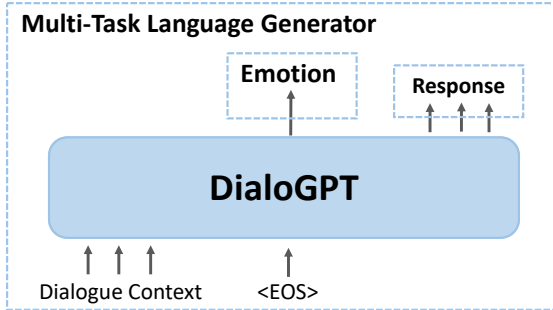 Multi-Task Language Generator
Emotion
Response
DialoGPT
Dialogue Context
<EOS>